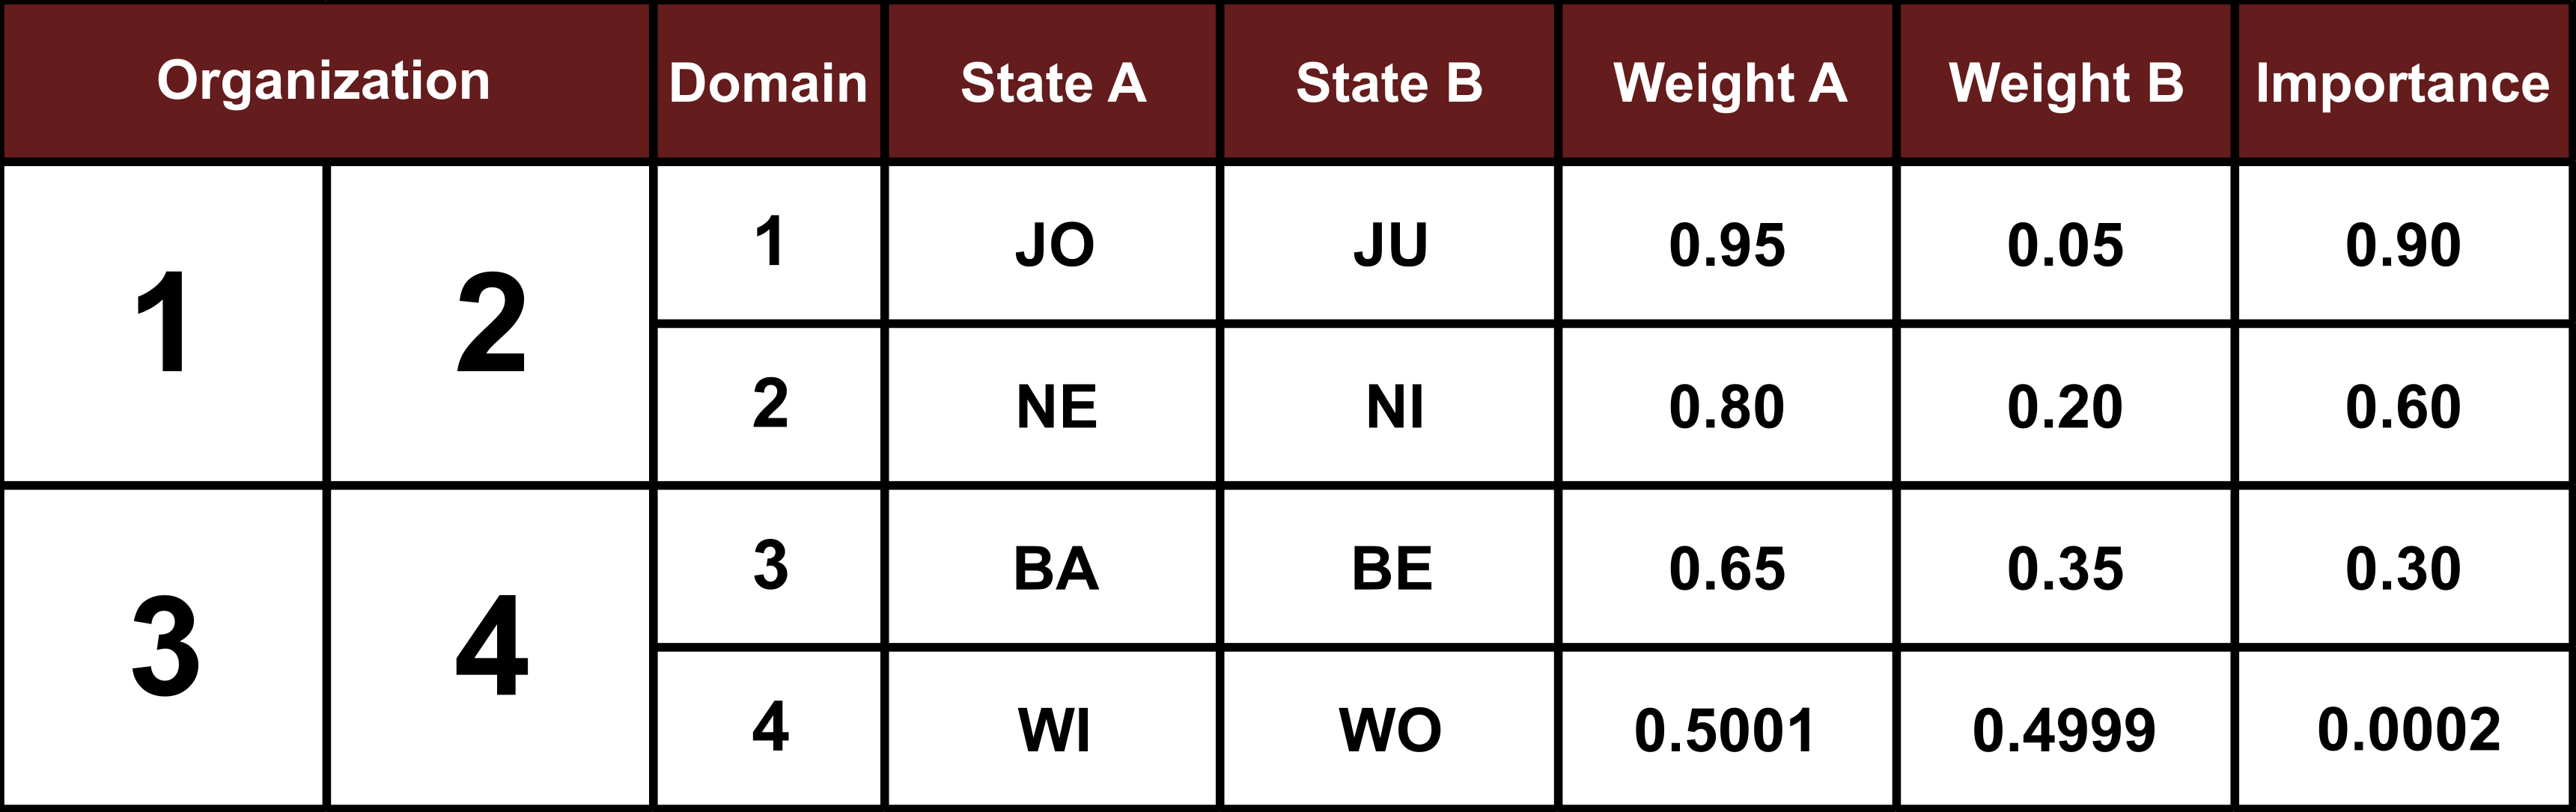 Organization Domain State A State B Weight A Weight B Importance
1 2
3 4
1 JO JU 0.95 0.05 0.90
2 NE NI 0.80 0.20 0.60
3 BA BE 0.65 0.35 0.30
4 WI WO 0.5001 0.4999 0.0002